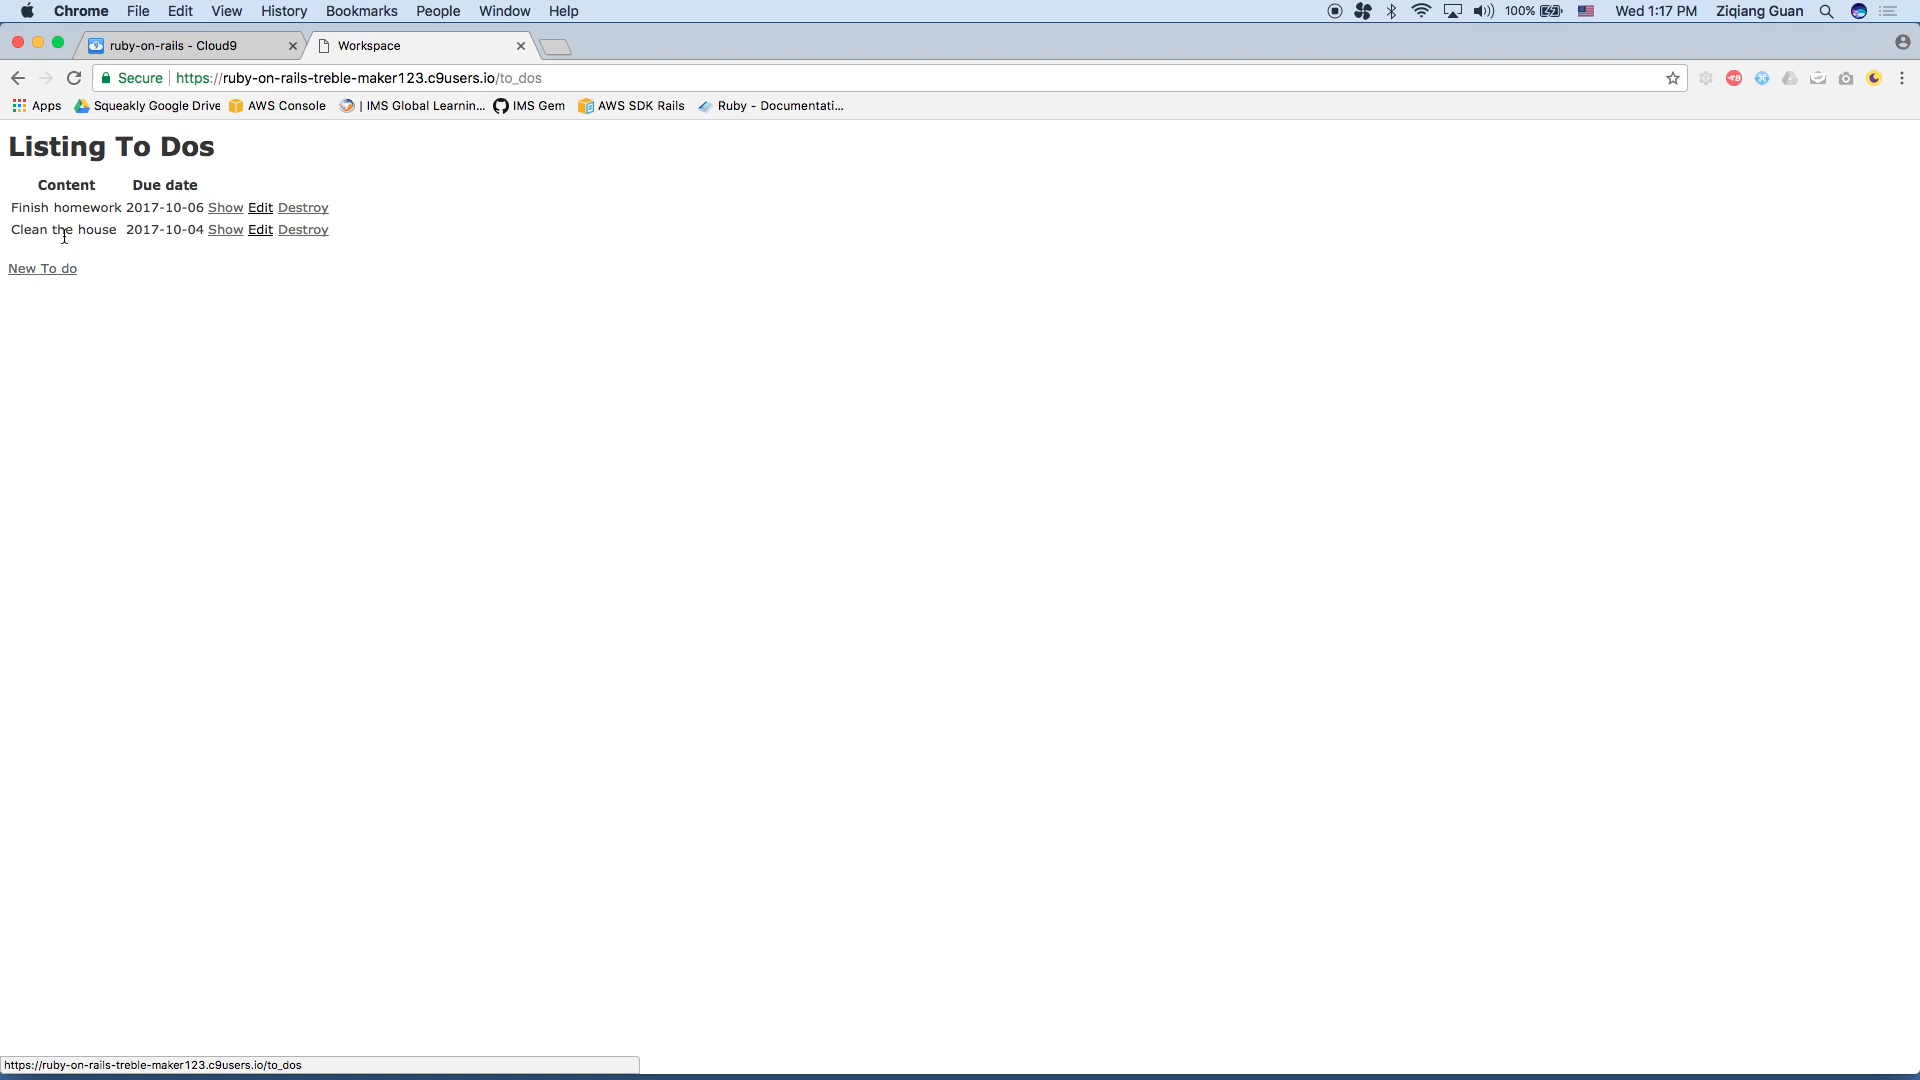 Chrome File Edit View History Bookmarks People Window Help 100% Wed 1:17 PM Ziqiang Guan
ruby-on-rails - Cloud9 Workspace
Secure https://ruby-on-rails-treble-maker123.c9users.io/to_dos
Apps Squeakly Google Drive AWS Console | IMS Global Learnin... IMS Gem AWS SDK Rails Ruby - Documentati...
Listing To Dos
Content Due date
Finish homework 2017-10-06 Show Edit Destroy
Clean the house 2017-10-04 Show Edit Destroy
New To do
https://ruby-on-rails-treble-maker123.c9users.io/to_dos